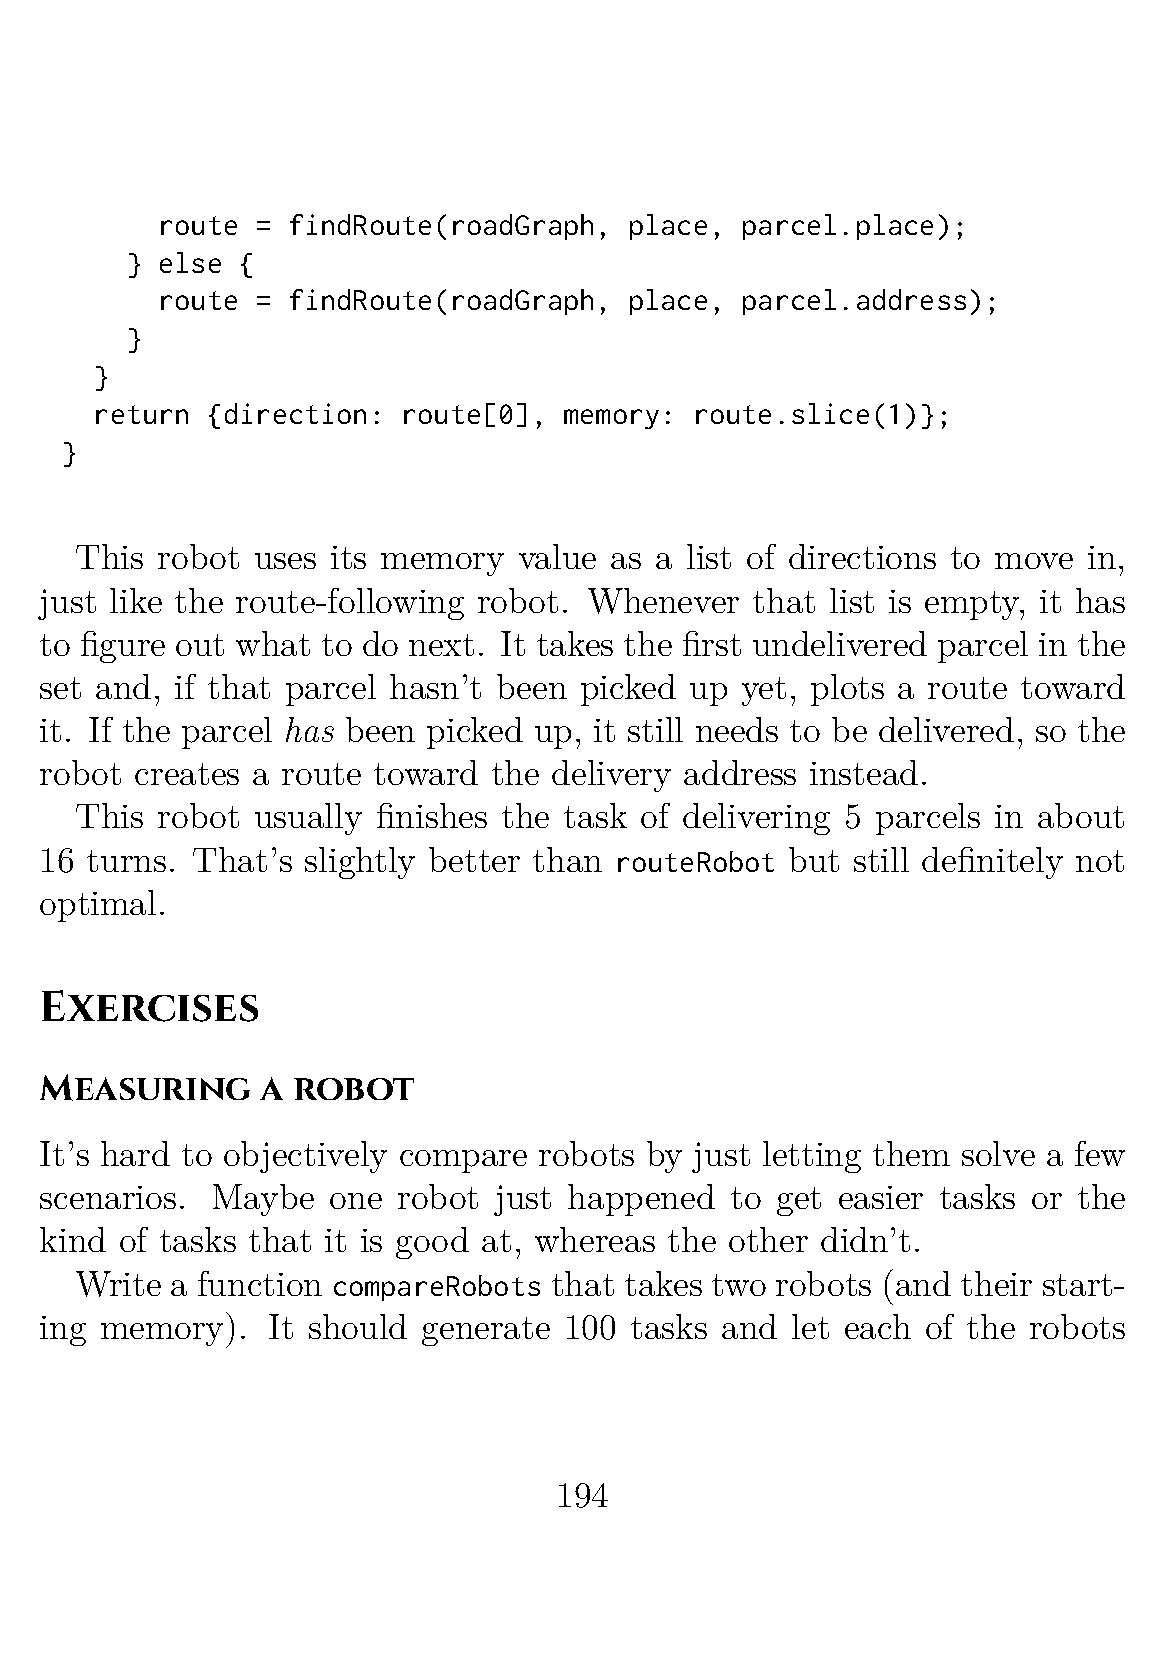 route = findRoute(roadGraph, place, parcel.place);
} else {
route = findRoute(roadGraph, place, parcel.address);
}
}
return {direction: route[0], memory: route.slice(1)};
}
This robot uses its memory value as a list of directions to move in,
just like the route-following robot. Whenever that list is empty, it has
to figure out what to do next. It takes the first undelivered parcel in the
set and, if that parcel hasn't been picked up yet, plots a route toward
it. If the parcel has been picked up, it still needs to be delivered, so the
robot creates a route toward the delivery address instead.
This robot usually finishes the task of delivering 5 parcels in about
16 turns. That's slightly better than routeRobot but still definitely not
optimal.
Exercises
Measuring a robot
It's hard to objectively compare robots by just letting them solve a few
scenarios. Maybe one robot just happened to get easier tasks or the
kind of tasks that it is good at, whereas the other didn't.
Write a function compareRobots that takes two robots (and their start-
ing memory). It should generate 100 tasks and let each of the robots
194